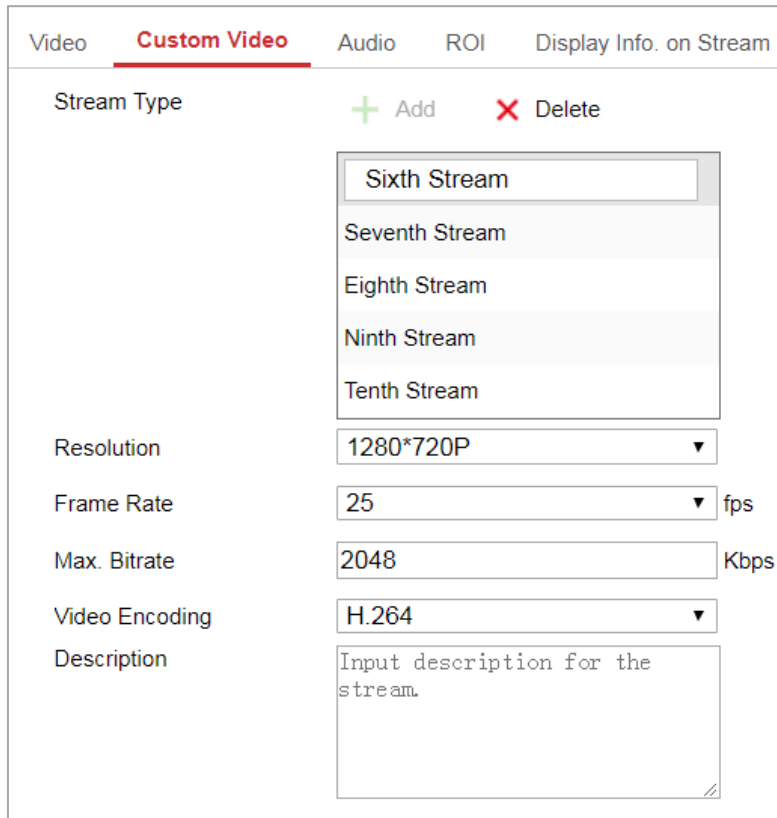 Video Custom Video Audio ROI Display Info. on Stream
Stream Type Add Delete
Sixth Stream
Seventh Stream
Eighth Stream
Ninth Stream
Tenth Stream
Resolution 1280*720P
Frame Rate 25 fps
Max. Bitrate 2048 Kbps
Video Encoding H.264
Description Input description for the
stream.